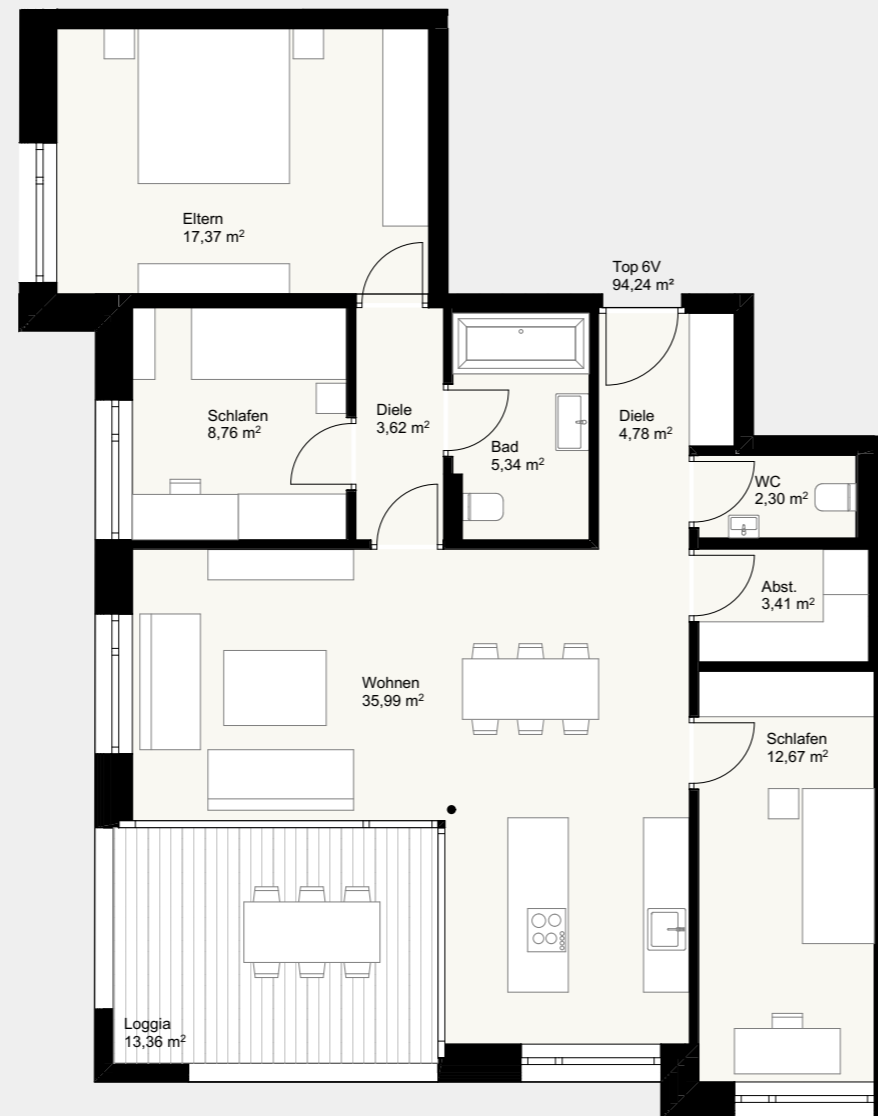 Eltern
17,37 m²
Top 6V
94,24 m²
Schlafen
8,76 m²
Diele
3,62 m²
Bad
5,34 m²
Diele
4,78 m²
WC
2,30 m²
Abst.
3,41 m²
Wohnen
35,99 m²
Schlafen
12,67 m²
Loggia
13,36 m²